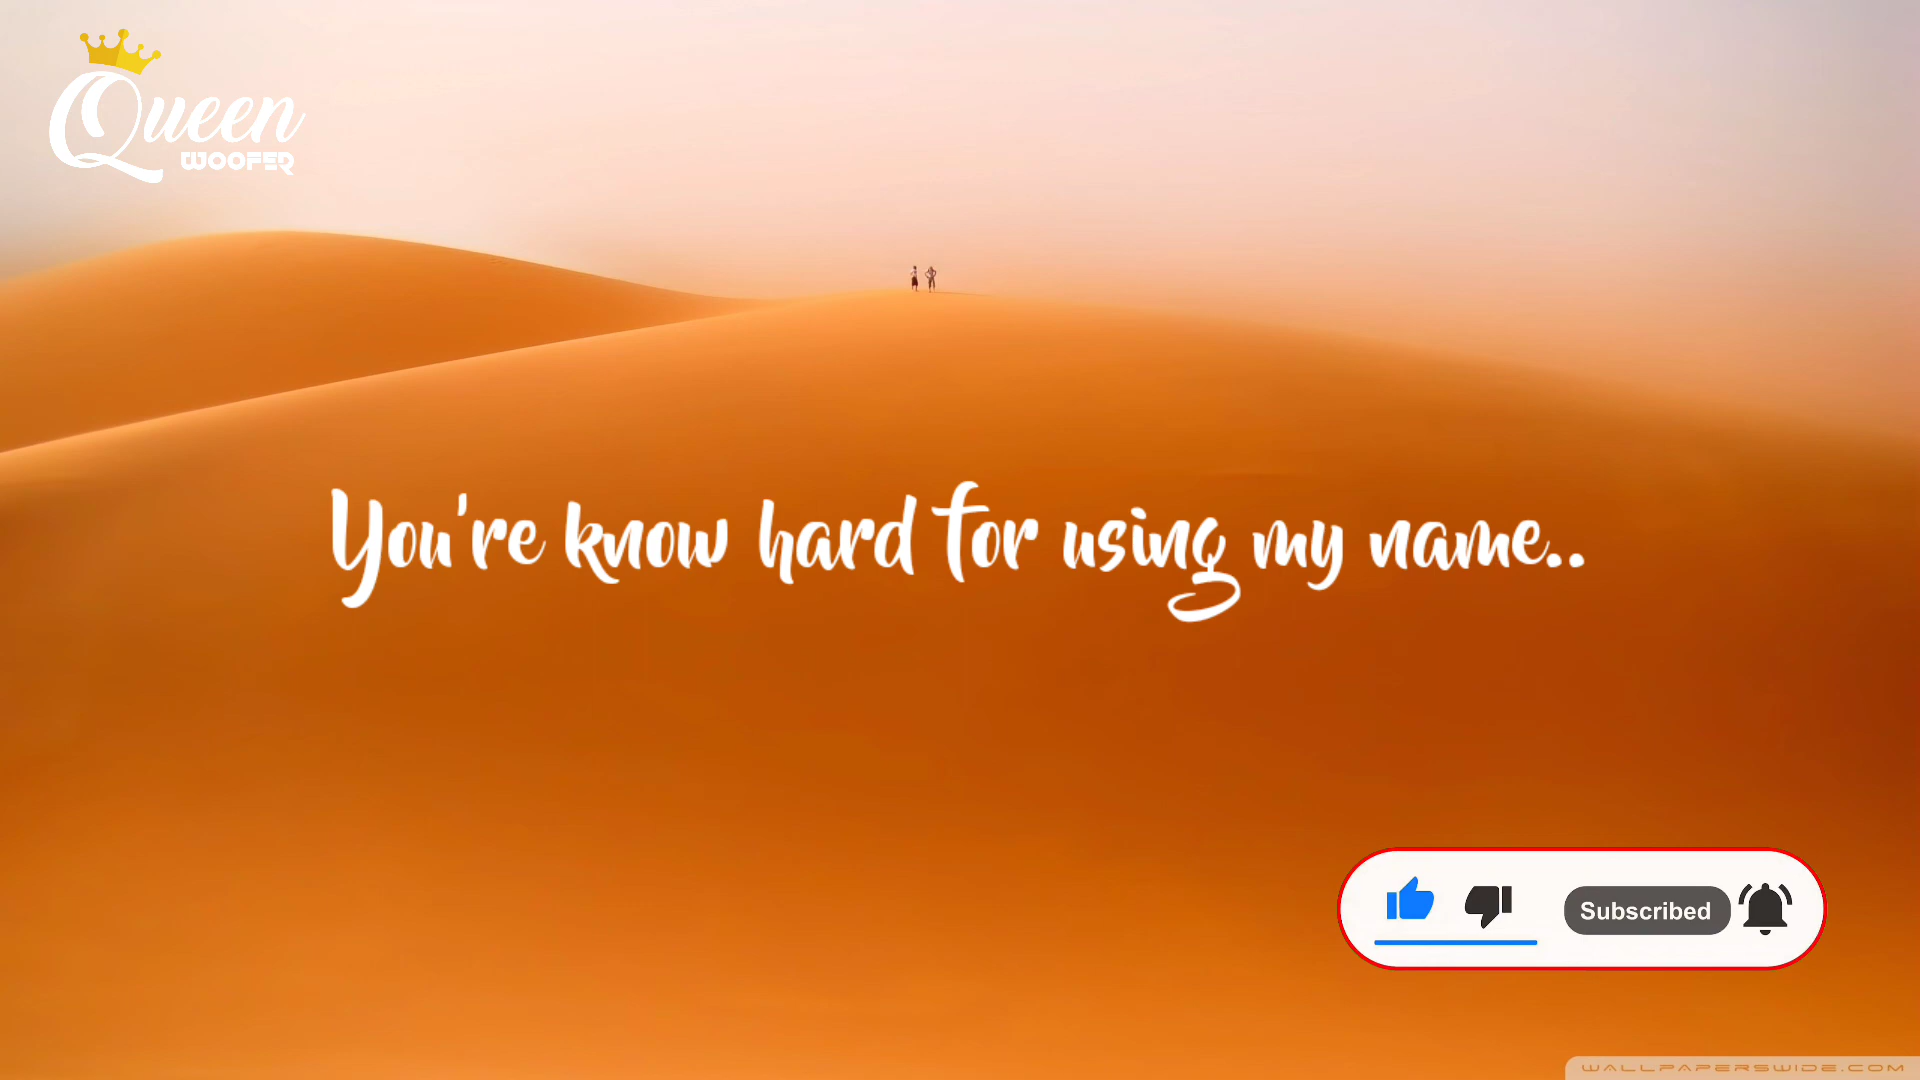 Queen
WOOFER
You're know hard for using my name..
Subscribed
WALLPAPERSWIDE.COM